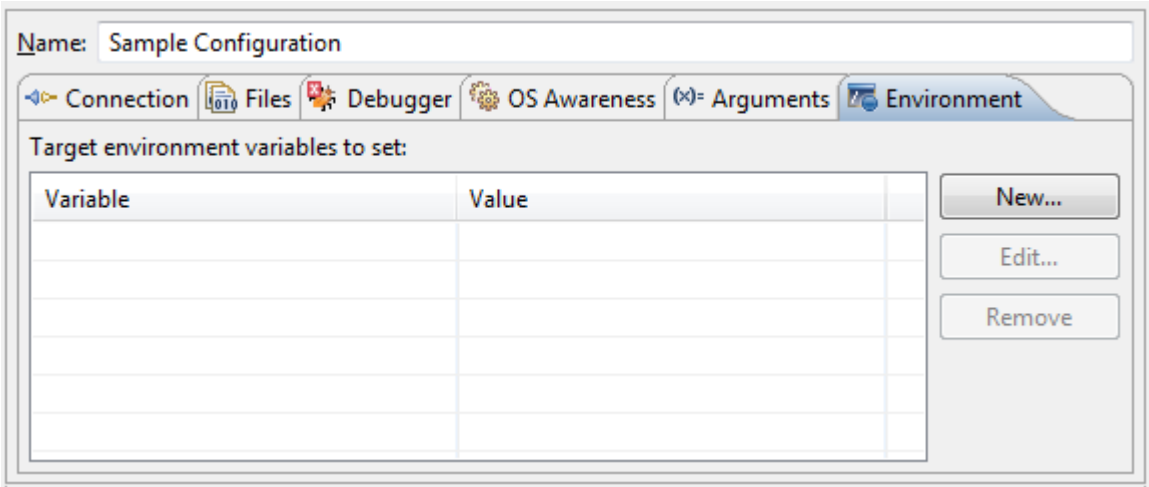 Name: Sample Configuration
Connection Files Debugger OS Awareness (x)= Arguments Environment
Target environment variables to set:
Variable Value
New...
Edit...
Remove